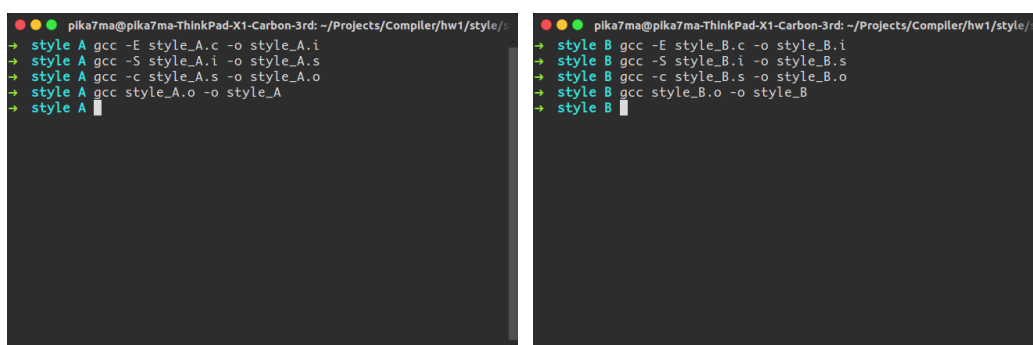 pika7ma@pika7ma-ThinkPad-X1-Carbon-3rd: ~/Projects/Compiler/hw1/style/
→ style A gcc -E style_A.c -o style_A.i
→ style A gcc -S style_A.i -o style_A.s
→ style A gcc -c style_A.s -o style_A.o
→ style A gcc style_A.o -o style_A
→ style A
pika7ma@pika7ma-ThinkPad-X1-Carbon-3rd: ~/Projects/Compiler/hw1/style/
→ style B gcc -E style_B.c -o style_B.i
→ style B gcc -S style_B.i -o style_B.s
→ style B gcc -c style_B.s -o style_B.o
→ style B gcc style_B.o -o style_B
→ style B